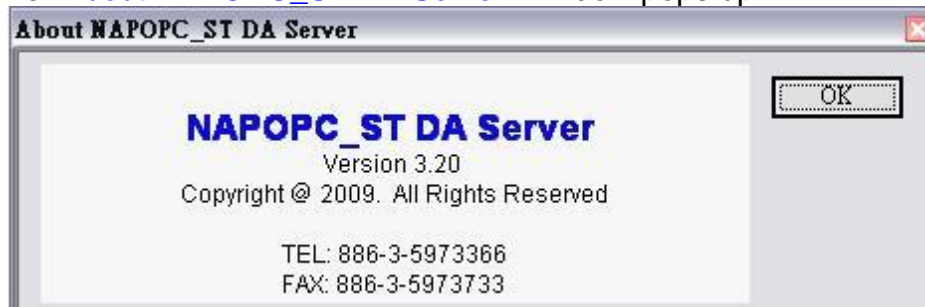 About NAPOPC_ST DA Server
OK
NAPOPC_ST DA Server
Version 3.20
Copyright @ 2009. All Rights Reserved
TEL: 886-3-5973366
FAX: 886-3-5973733